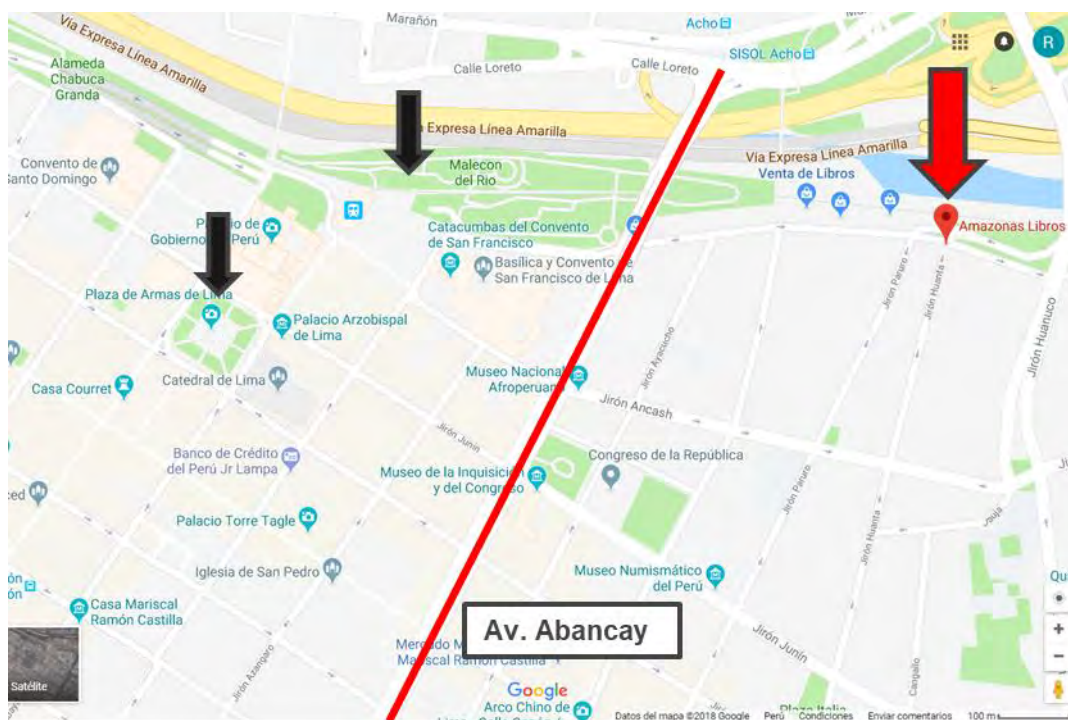 Marañón
Acho
Vía Expresa Línea Amarilla
SISOL Acho
R
Alameda
Chabuca
Granda
Calle Loreto
Calle Loreto
Expresa Línea Amarilla
Convento de
Santo Domingo
Malecon
del Rio
Vía Expresa Línea Amarilla
Venta de Libros
Amazonas Libros
Gobierno
Perú
Catacumbas del Convento
de San Francisco
Basílica y Convento de
San Francisco de Lima
Plaza de Armas de Lima
Palacio Arzobispal
de Lima
Jirón Paruro
Jirón Huanta
Jirón Huanuco
Jirón Ayacucho
Casa Courret
Catedral de Lima
Museo Nacional
Afroperuano
Jirón Ancash
Jirón Junín
Banco de Crédito
del Perú Jr Lampa
Museo de la Inquisición
y del Congreso
Congreso de la República
Jirón Paruro
Palacio Torre Tagle
Jauja
Jirón Huanta
Iglesia de San Pedro
Museo Numismático
del Perú
Casa Mariscal
Ramón Castilla
Av. Abancay
Jirón Junín
Jirón Azangaro
Cangallo
Mercado
Mariscal Ramón Castilla
Satélite
Google
Arco Chino de
Plaza Italia
Datos del mapa ©2018 Google Perú Condiciones Enviar comentarios 100 m